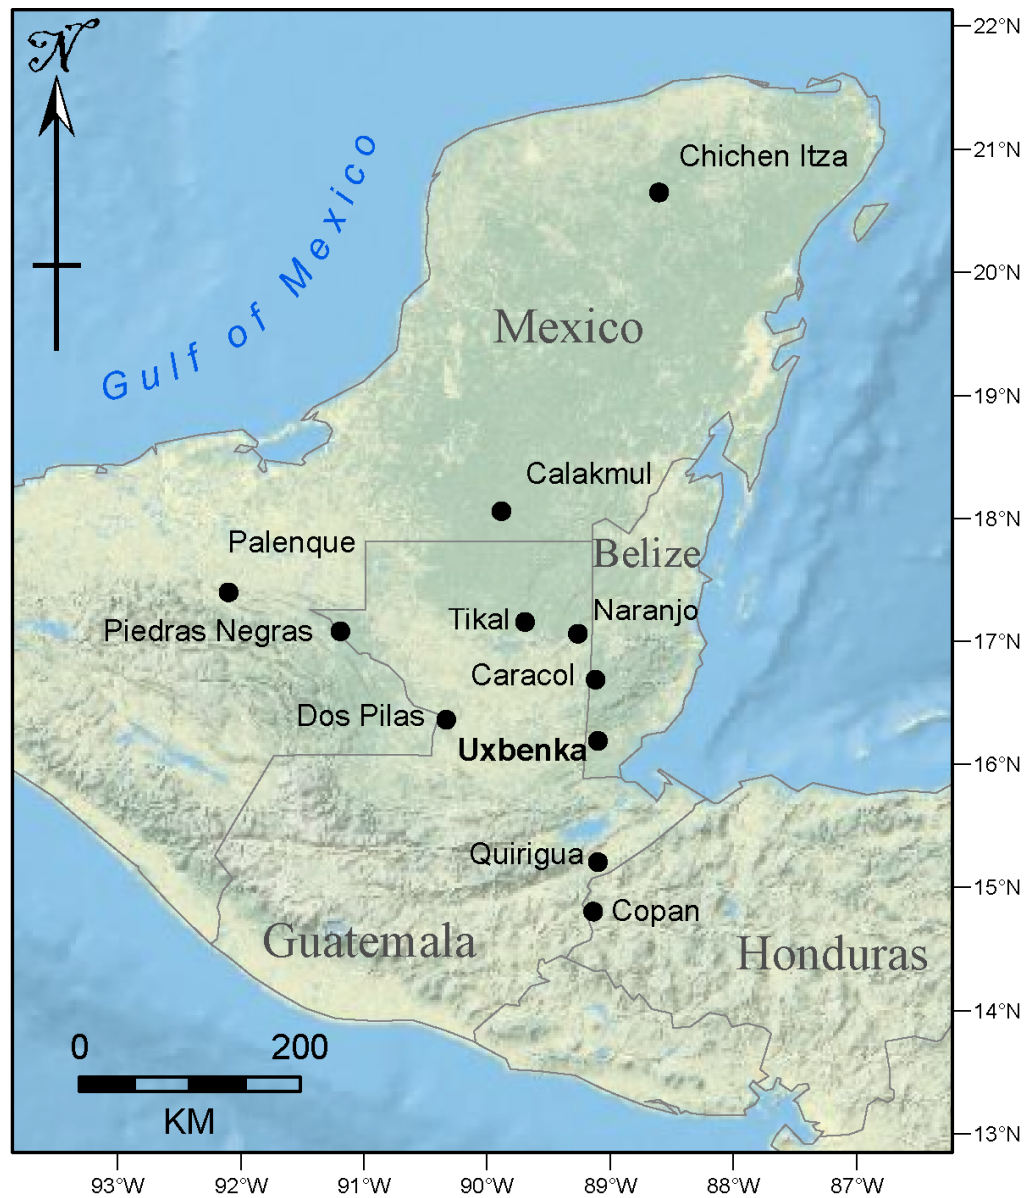 N
22°N
21°N
20°N
19°N
18°N
17°N
16°N
15°N
14°N
13°N
Chichen Itza
Gulf of Mexico
Mexico
Calakmul
Palenque
Belize
Tikal
Naranjo
Piedras Negras
Caracol
Dos Pilas
Uxbenka
Quirigua
Copan
Guatemala
Honduras
0 200
KM
93°W 92°W 91°W 90°W 89°W 88°W 87°W